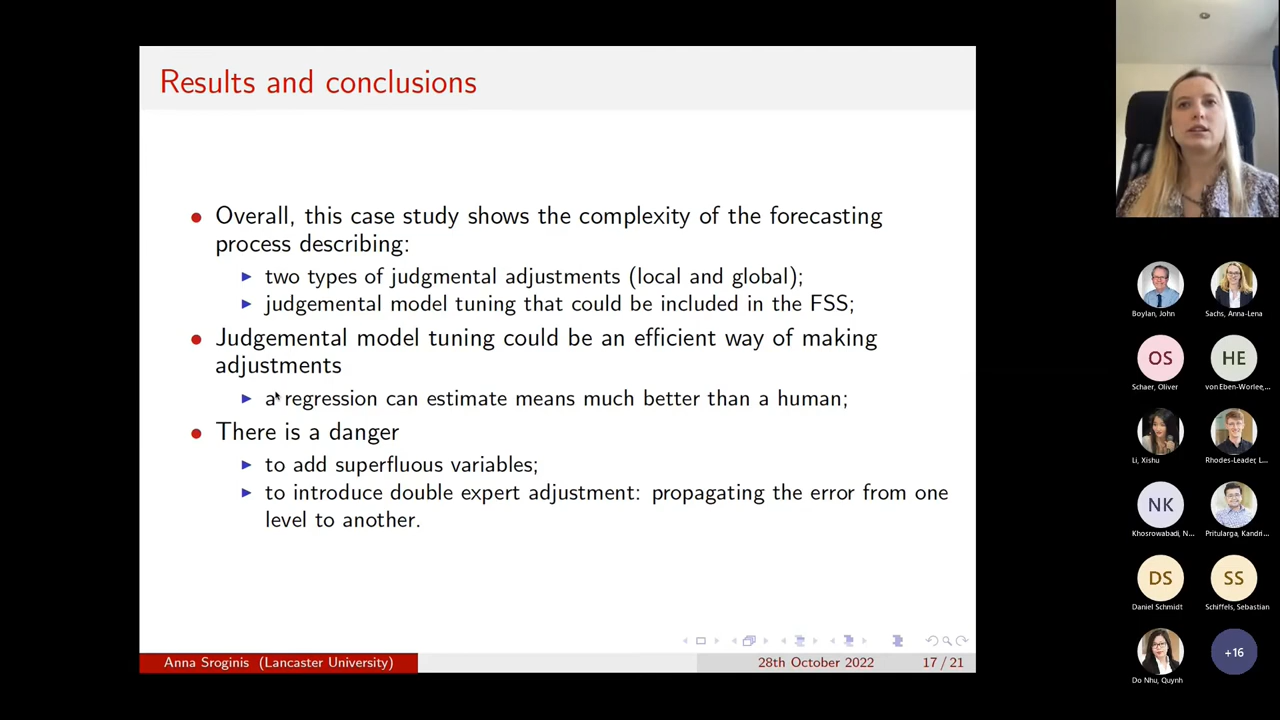 Results and conclusions
Overall, this case study shows the complexity of the forecasting
process describing:
two types of judgmental adjustments (local and global);
judgemental model tuning that could be included in the FSS;
Judgemental model tuning could be an efficient way of making
adjustments
a regression can estimate means much better than a human;
There is a danger
to add superfluous variables;
to introduce double expert adjustment: propagating the error from one
level to another.
Anna Sroginis (Lancaster University)
28th October 2022
17 / 21
Boylan, John
Sachs, Anna-Lena
OS
HE
Schaer, Oliver
von Eben-Worlee,...
Li, Xishu
Rhodes-Leader, L...
NK
Khosrowabadi, N...
Pritularga, Kandri...
DS
SS
Daniel Schmidt
Schiffels, Sebastian
+16
Do Nhu, Quynh